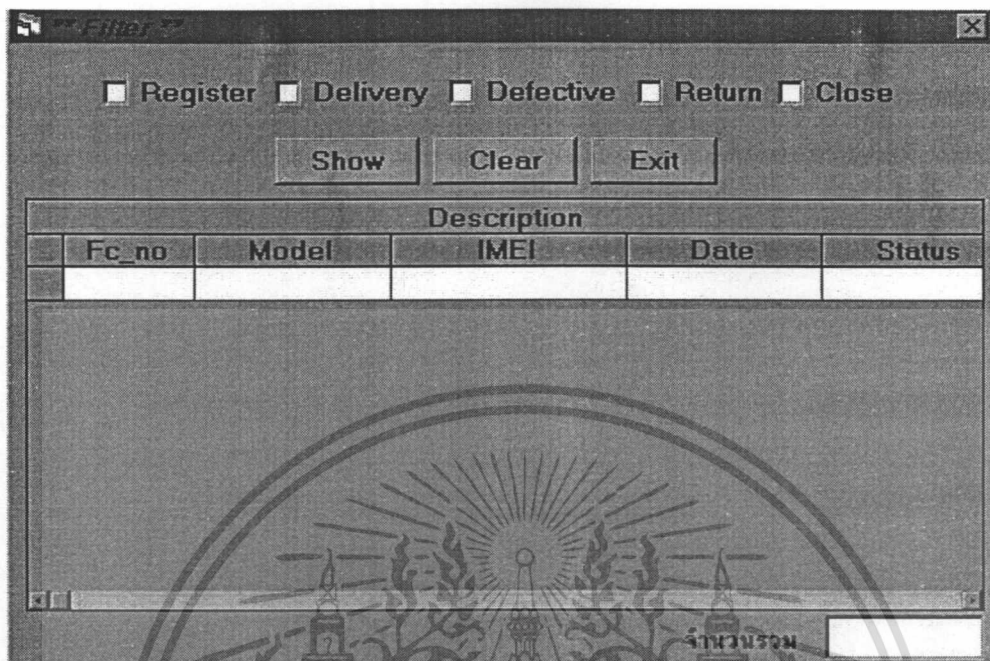 "" Filter ""
Register Delivery Defective Return Close
Show Clear Exit
Description
Fc_no Model IMEI Date Status
จำนวนรวม